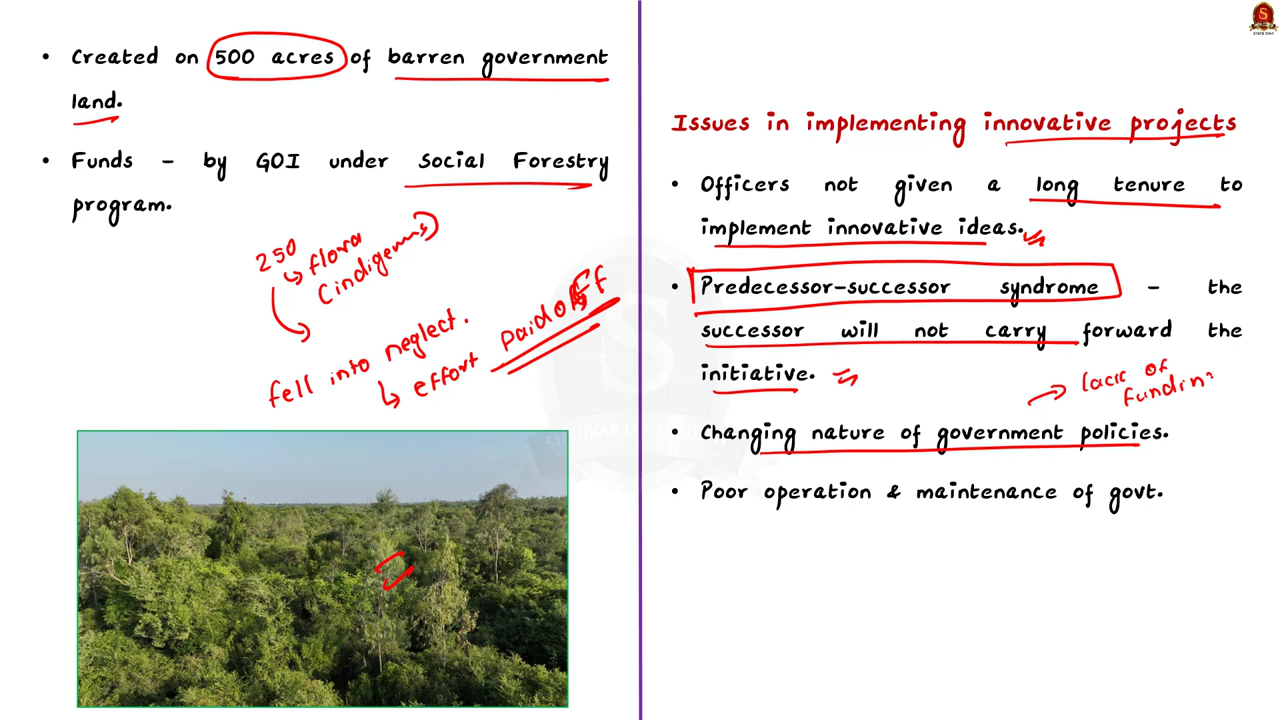 • Created on 500 acres of barren government
land.
• Funds - by GOI under Social Forestry
program.
250
↳ flora
(indigenous)
fell into neglect.
↳ effort paid off
Issues in implementing innovative projects
• Officers not given a long tenure to
implement innovative ideas.
• Predecessor-successor syndrome - the
successor will not carry forward the
initiative.
→ lack of
• Changing nature of government policies.
• Poor operation & maintenance of govt.
S